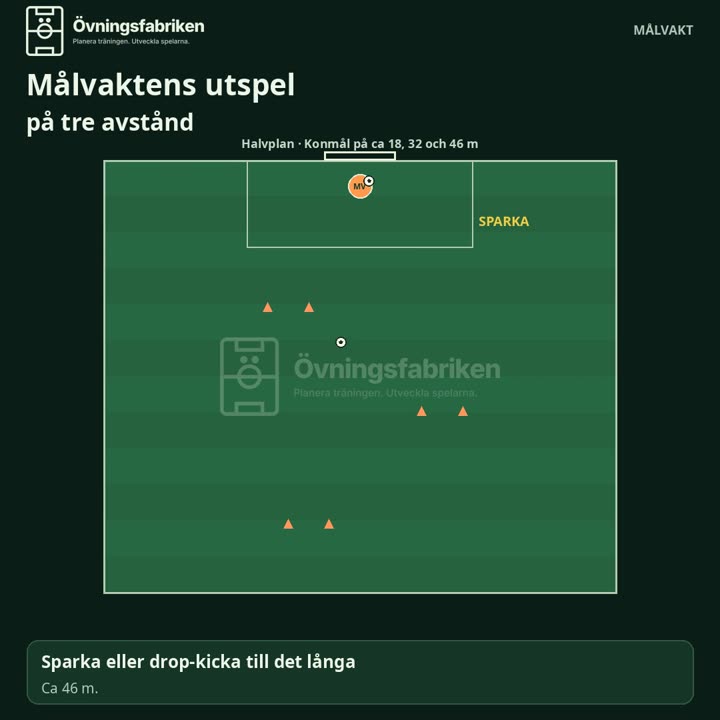 Övningsfabriken
Planera träningen. Utveckla spelarna.
MÅLVAKT
Målvaktens utspel
på tre avstånd
Halvplan · Konmål på ca 18, 32 och 46 m
MV
SPARKA
Övningsfabriken
Planera träningen. Utveckla spelarna.
Sparka eller drop-kicka till det långa
Ca 46 m.